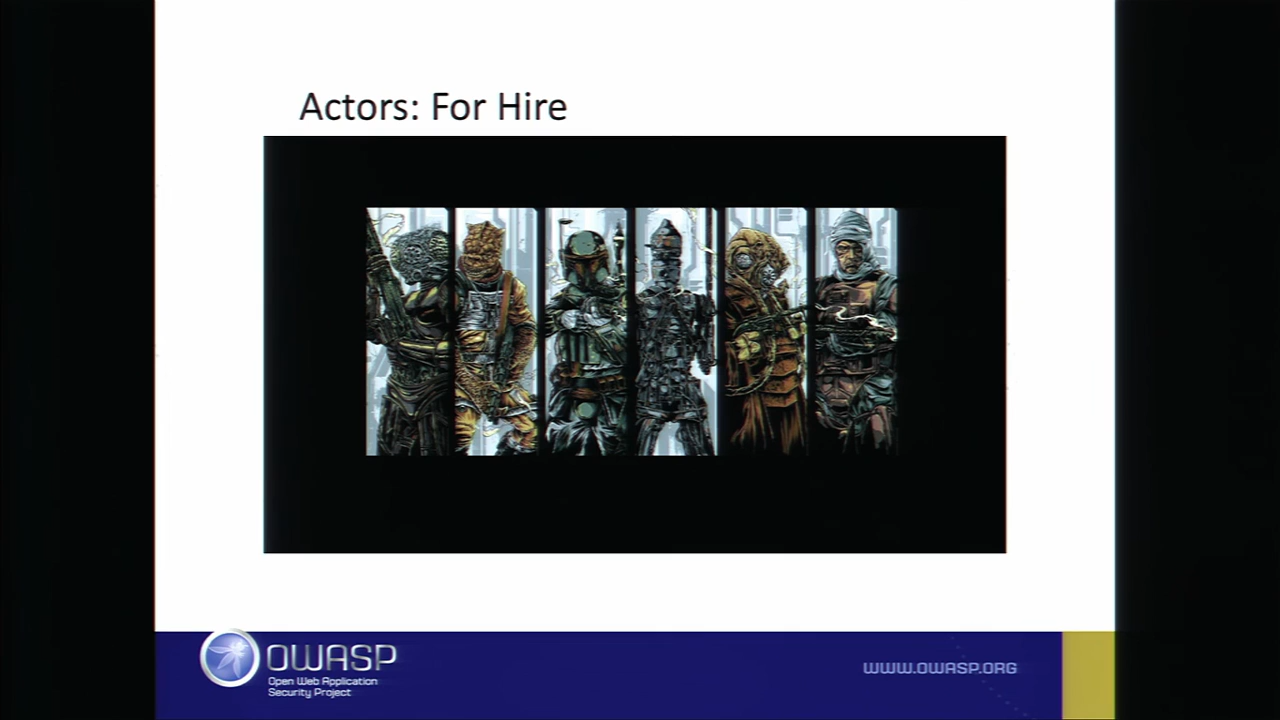 Actors: For Hire
OWASP
Open Web Application
Security Project
WWW.OWASP.ORG